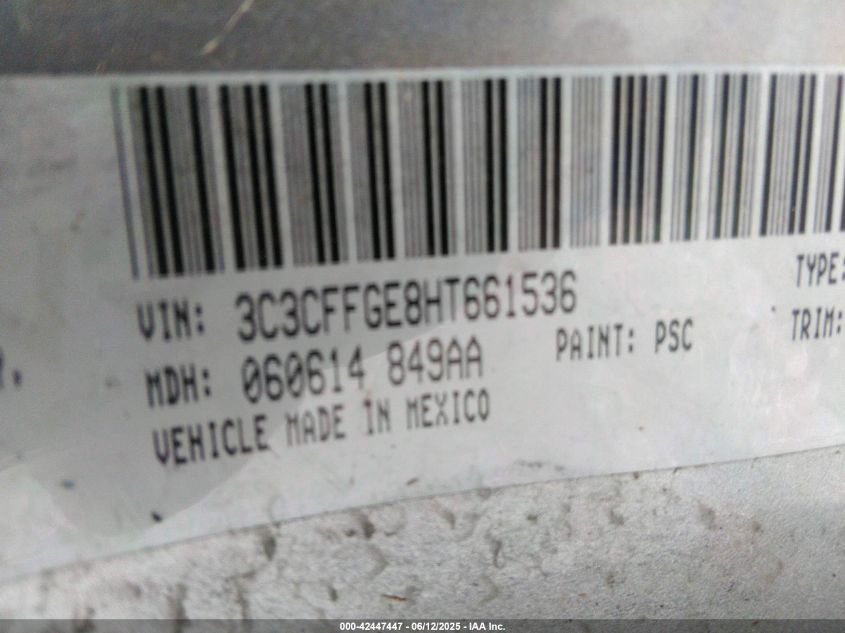 TYPE:
VIN: 3C3CFFGE8HT661536
TRIM:
MDH: 060614 849AA
PAINT: PSC
VEHICLE MADE IN MEXICO
000-42447447 - 06/12/2025 - IAA Inc.